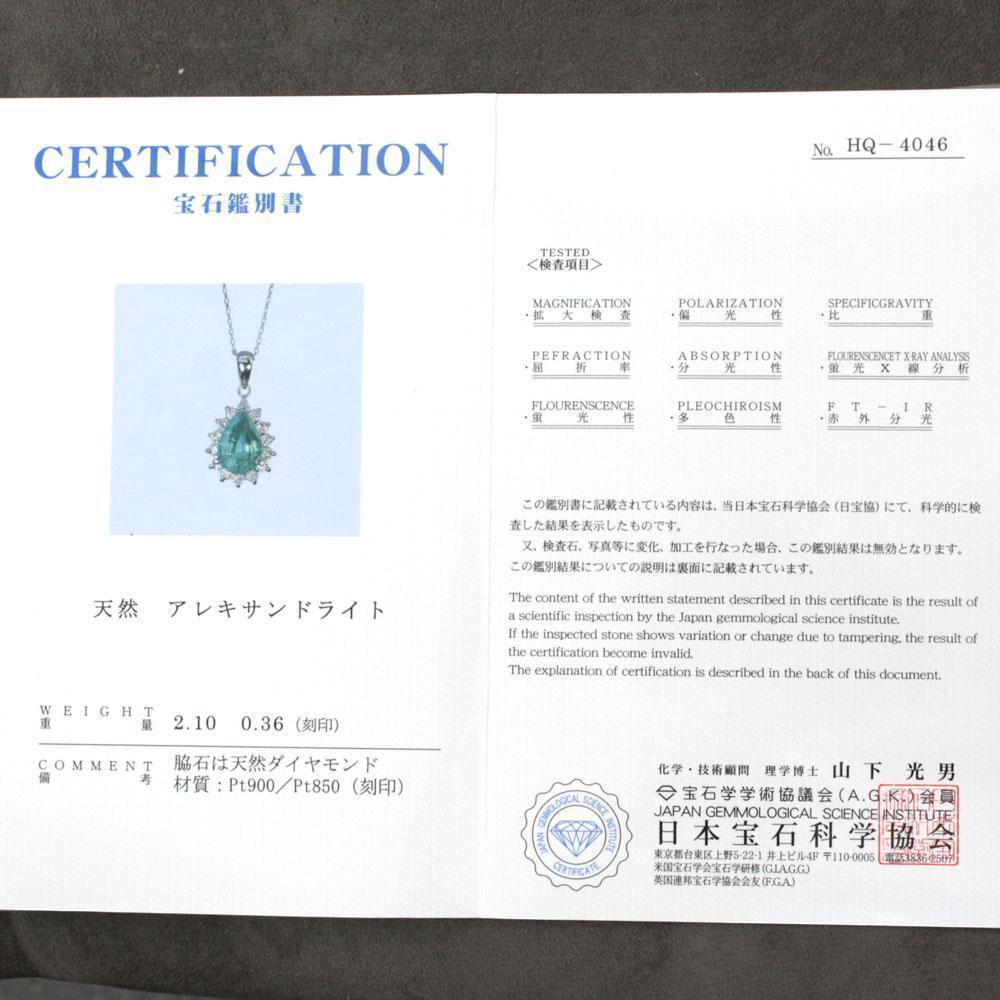 CERTIFICATION
宝石鑑別書
天然 アレキサンドライト
WEIGHT
重量 2.10 0.36（刻印）
COMMENT 脇石は天然ダイヤモンド
備考 材質：Pt900／Pt850（刻印）
No. HQ-4046
TESTED
＜検査項目＞
MAGNIFICATION POLARIZATION SPECIFICGRAVITY
・拡大検査 ・偏光性 ・比重
PEFRACTION ABSORPTION FLOURENSCENCET X-RAY ANALYSIS
・屈折率 ・分光性 ・蛍光X線分析
FLOURENSCENCE PLEOCHIROISM FT-IR
・蛍光性 ・多色性 ・赤外分光
この鑑別書に記載されている内容は、当日本宝石科学協会（日宝協）にて、科学的に検
査した結果を表示したものです。
又、検査石、写真等に変化、加工を行なった場合、この鑑別結果は無効となります。
この鑑別結果についての説明は裏面に記載されています。
The content of the written statement described in this certificate is the result of
a scientific inspection by the Japan gemmological science institute.
If the inspected stone shows variation or change due to tampering, the result of
the certification become invalid.
The explanation of certification is described in the back of this document.
化学・技術顧問 理学博士 山下光男
宝石学学術協議会（A.G.K.）会員
JAPAN GEMMOLOGICAL SCIENCE INSTITUTE
日本宝石科学協会
東京都台東区上野5-22-1 井上ビル4F 〒110-0005 電話3836-2507
米国宝石学会宝石学研修（G.I.A.G.G.）
英国連邦宝石学協会会友（F.G.A.）
JAPAN GEMMOLOGICAL SCIENCE INSTITUTE
CERTIFICATE